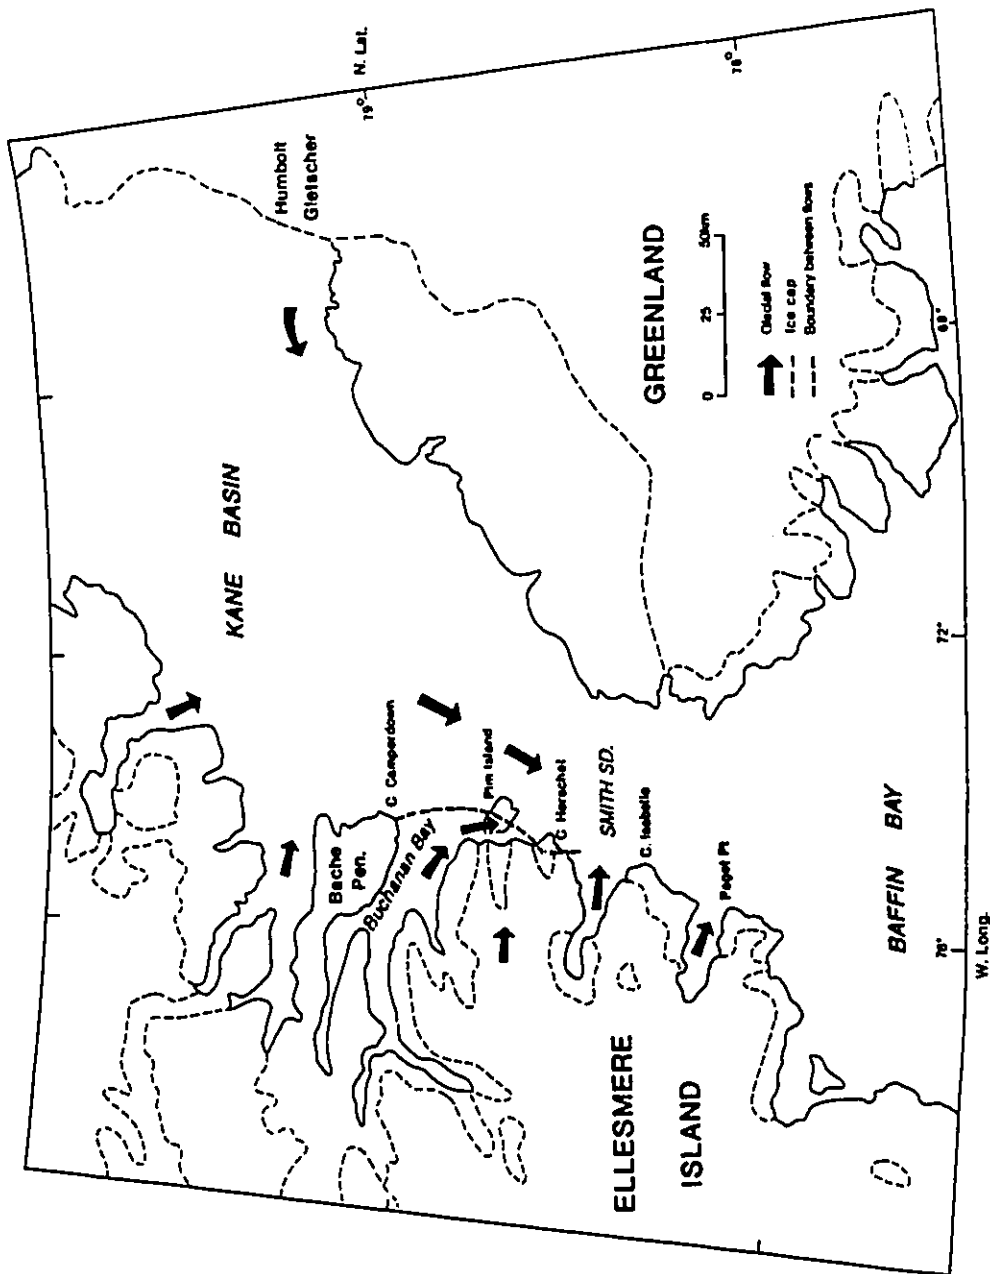 79° N. Lat.
78°
Humbolt
Gletscher
KANE BASIN
GREENLAND
0 25 50km
Glacial flow
Ice cap
Boundary between flows
C Camperdown
Pim Island
C Herschel
SMITH SD.
C. Isabella
Paget Pt
Bache
Pen.
Buchanan Bay
ELLESMERE
ISLAND
BAFFIN BAY
76°
72°
68°
W. Long.